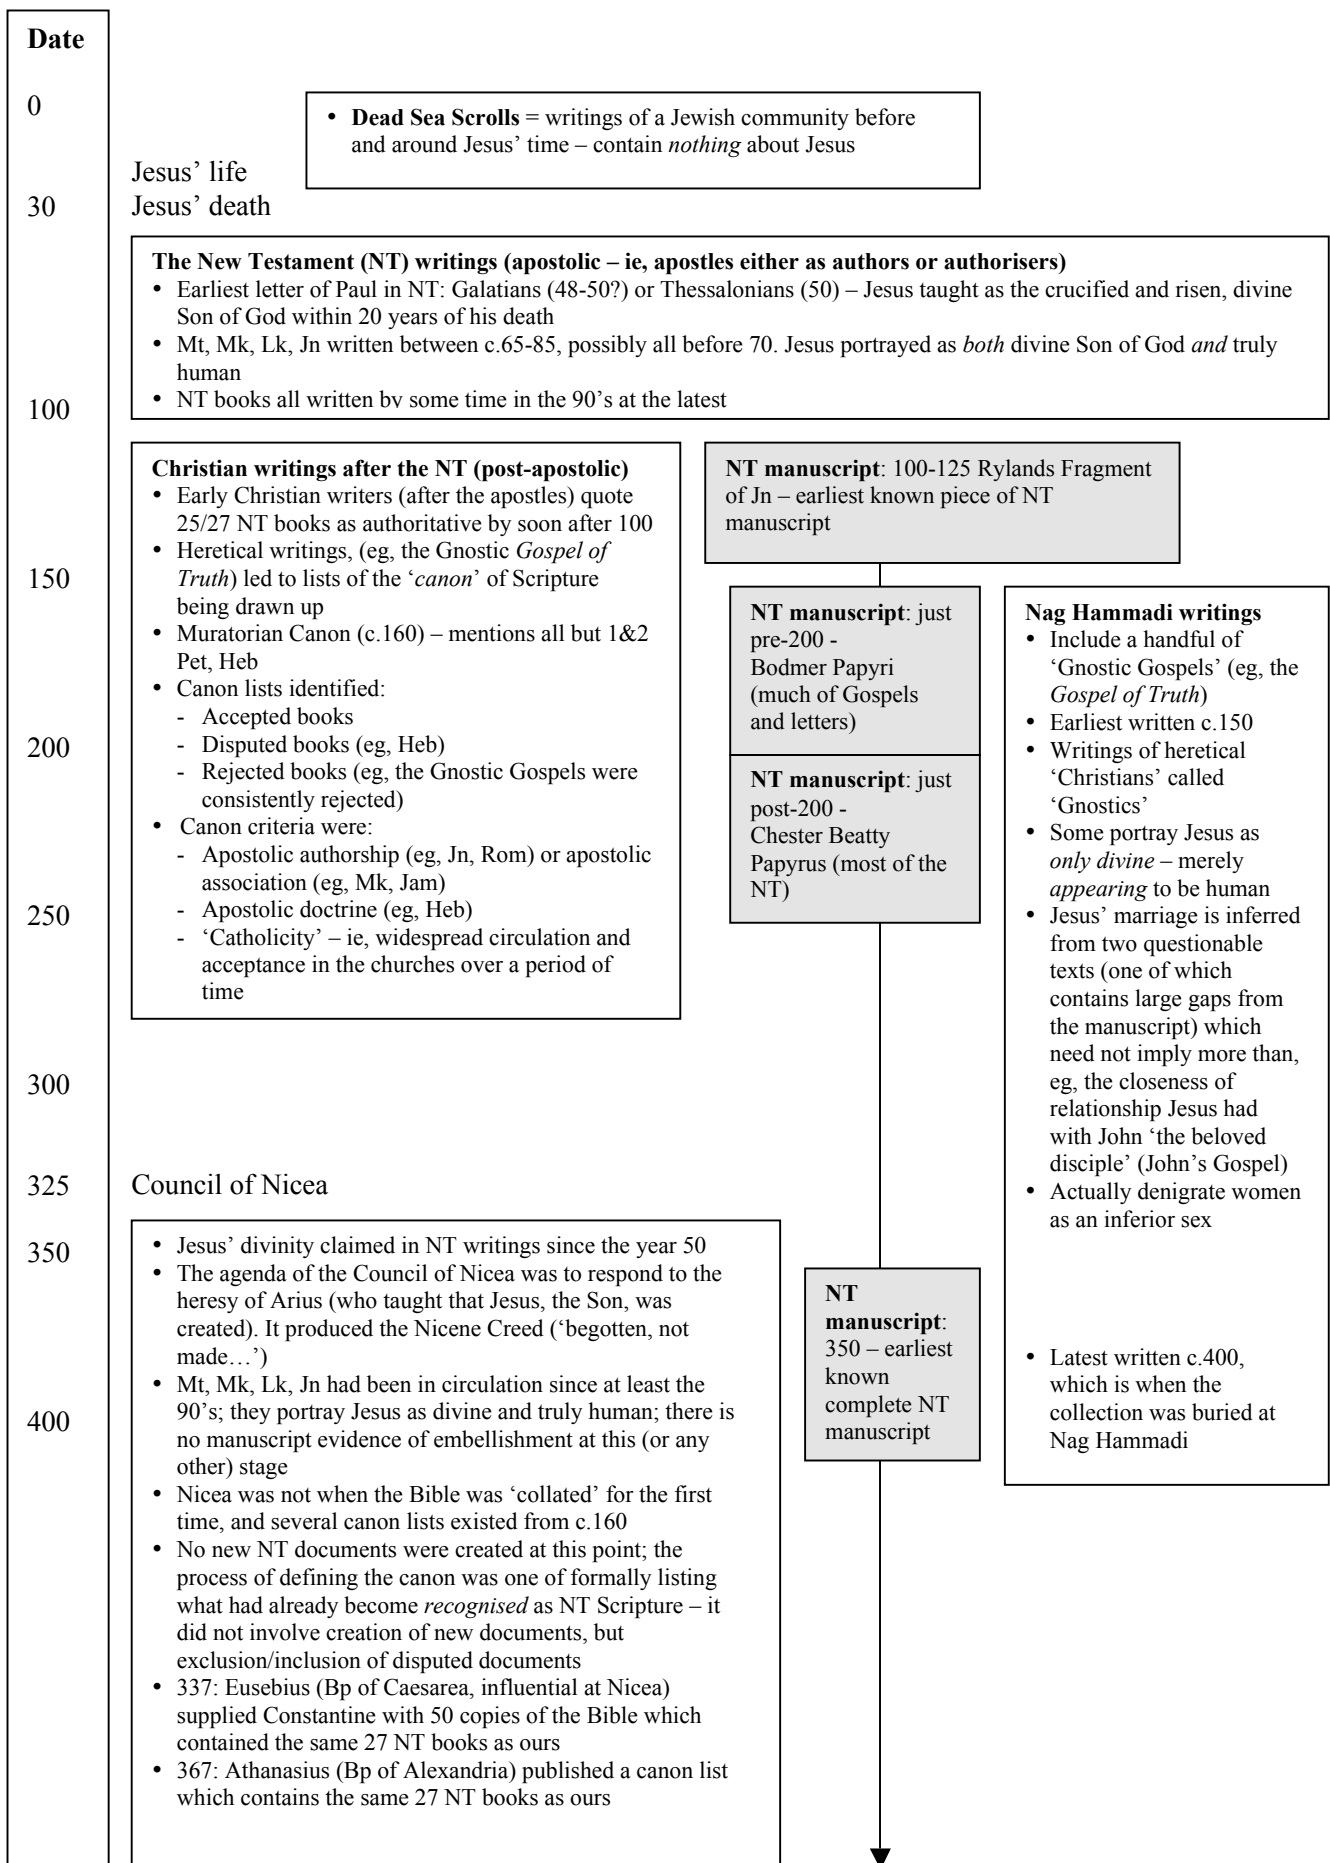 Date
0
• Dead Sea Scrolls = writings of a Jewish community before
and around Jesus’ time – contain nothing about Jesus
Jesus’ life
30
Jesus’ death
The New Testament (NT) writings (apostolic – ie, apostles either as authors or authorisers)
• Earliest letter of Paul in NT: Galatians (48-50?) or Thessalonians (50) – Jesus taught as the crucified and risen, divine
Son of God within 20 years of his death
• Mt, Mk, Lk, Jn written between c.65-85, possibly all before 70. Jesus portrayed as both divine Son of God and truly
human
• NT books all written by some time in the 90’s at the latest
100
Christian writings after the NT (post-apostolic)
• Early Christian writers (after the apostles) quote
25/27 NT books as authoritative by soon after 100
• Heretical writings, (eg, the Gnostic Gospel of
Truth) led to lists of the ‘canon’ of Scripture
being drawn up
• Muratorian Canon (c.160) – mentions all but 1&2
Pet, Heb
• Canon lists identified:
- Accepted books
- Disputed books (eg, Heb)
- Rejected books (eg, the Gnostic Gospels were
consistently rejected)
• Canon criteria were:
- Apostolic authorship (eg, Jn, Rom) or apostolic
association (eg, Mk, Jam)
- Apostolic doctrine (eg, Heb)
- ‘Catholicity’ – ie, widespread circulation and
acceptance in the churches over a period of
time
NT manuscript: 100-125 Rylands Fragment
of Jn – earliest known piece of NT
manuscript
150
NT manuscript: just
pre-200 -
Bodmer Papyri
(much of Gospels
and letters)
200
NT manuscript: just
post-200 -
Chester Beatty
Papyrus (most of the
NT)
250
Nag Hammadi writings
• Include a handful of
‘Gnostic Gospels’ (eg, the
Gospel of Truth)
• Earliest written c.150
• Writings of heretical
‘Christians’ called
‘Gnostics’
• Some portray Jesus as
only divine – merely
appearing to be human
• Jesus’ marriage is inferred
from two questionable
texts (one of which
contains large gaps from
the manuscript) which
need not imply more than,
eg, the closeness of
relationship Jesus had
with John ‘the beloved
disciple’ (John’s Gospel)
• Actually denigrate women
as an inferior sex
• Latest written c.400,
which is when the
collection was buried at
Nag Hammadi
300
325
Council of Nicea
350
• Jesus’ divinity claimed in NT writings since the year 50
• The agenda of the Council of Nicea was to respond to the
heresy of Arius (who taught that Jesus, the Son, was
created). It produced the Nicene Creed (‘begotten, not
made…’)
• Mt, Mk, Lk, Jn had been in circulation since at least the
90’s; they portray Jesus as divine and truly human; there is
no manuscript evidence of embellishment at this (or any
other) stage
• Nicea was not when the Bible was ‘collated’ for the first
time, and several canon lists existed from c.160
• No new NT documents were created at this point; the
process of defining the canon was one of formally listing
what had already become recognised as NT Scripture – it
did not involve creation of new documents, but
exclusion/inclusion of disputed documents
• 337: Eusebius (Bp of Caesarea, influential at Nicea)
supplied Constantine with 50 copies of the Bible which
contained the same 27 NT books as ours
• 367: Athanasius (Bp of Alexandria) published a canon list
which contains the same 27 NT books as ours
NT
manuscript:
350 – earliest
known
complete NT
manuscript
400